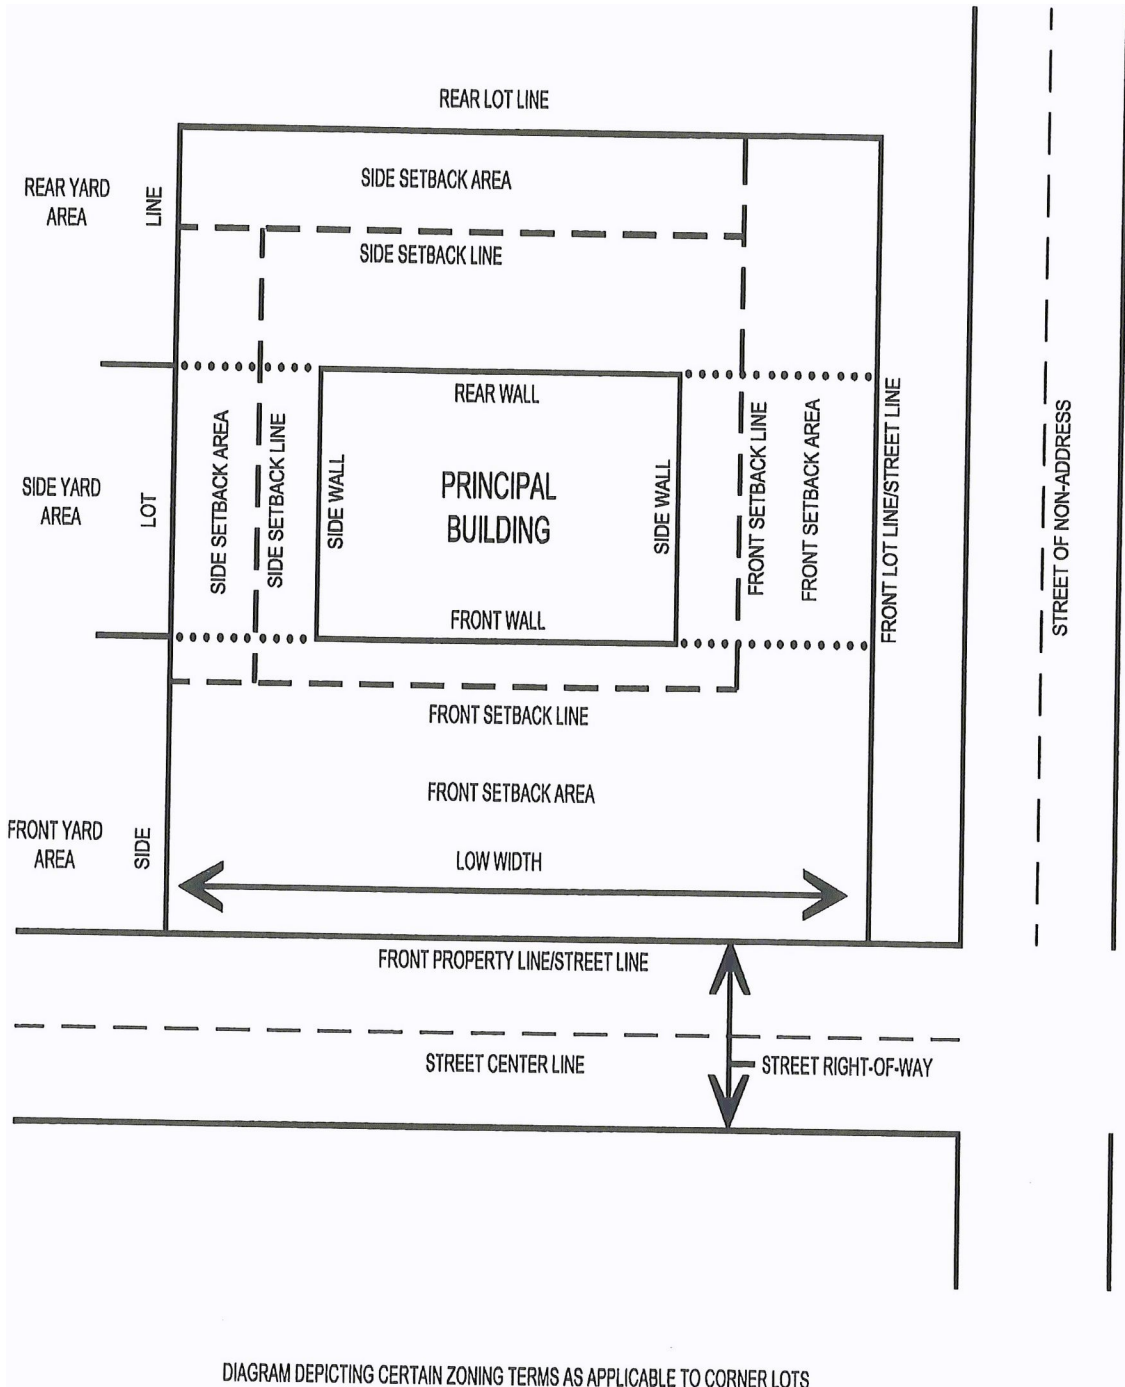 REAR LOT LINE
SIDE SETBACK AREA
REAR YARD
AREA
LINE
SIDE SETBACK LINE
REAR WALL
SIDE YARD
AREA
LOT
SIDE SETBACK AREA
SIDE SETBACK LINE
SIDE WALL
PRINCIPAL
BUILDING
SIDE WALL
FRONT SETBACK LINE
FRONT SETBACK AREA
FRONT LOT LINE/STREET LINE
STREET OF NON-ADDRESS
FRONT WALL
FRONT SETBACK LINE
FRONT SETBACK AREA
FRONT YARD
AREA
SIDE
LOW WIDTH
FRONT PROPERTY LINE/STREET LINE
STREET CENTER LINE
STREET RIGHT-OF-WAY
DIAGRAM DEPICTING CERTAIN ZONING TERMS AS APPLICABLE TO CORNER LOTS